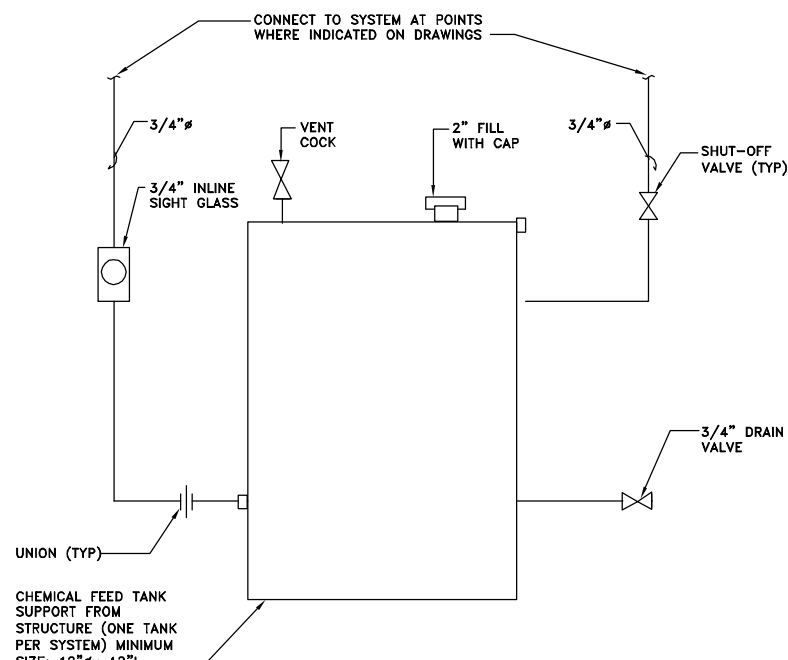 CONNECT TO SYSTEM AT POINTS
WHERE INDICATED ON DRAWINGS
3/4"ø
VENT
COCK
2" FILL
WITH CAP
3/4"ø
SHUT-OFF
VALVE (TYP)
3/4" INLINE
SIGHT GLASS
3/4" DRAIN
VALVE
UNION (TYP)
CHEMICAL FEED TANK
SUPPORT FROM
STRUCTURE (ONE TANK
PER SYSTEM) MINIMUM
SIZE: